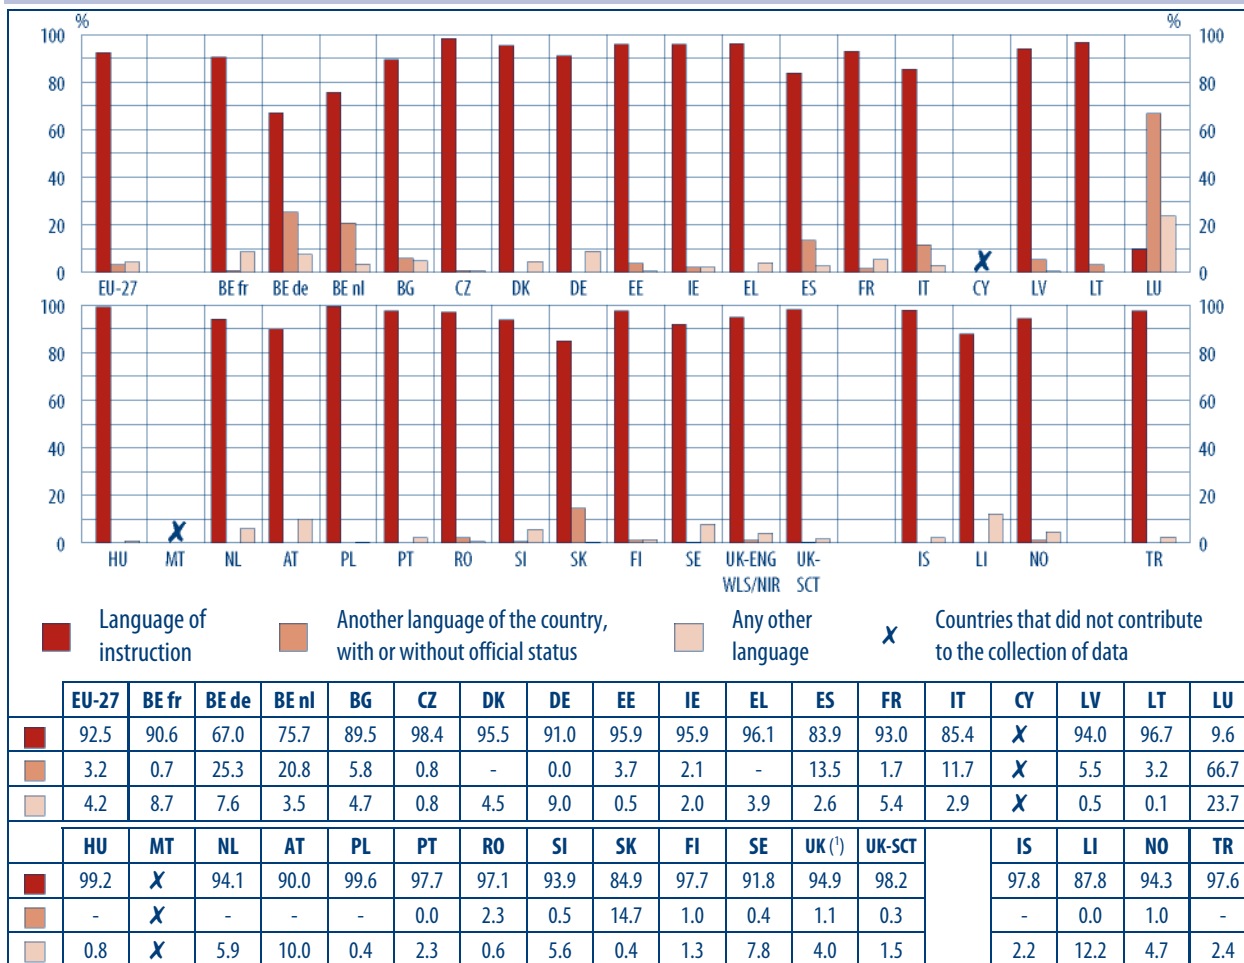 % %
100 100
80 80
60 60
40 40
20 20
0 0
EU-27 BE fr BE de BE nl BG CZ DK DE EE IE EL ES FR IT CY LV LT LU
100 100
80 80
60 60
40 40
20 20
0 0
HU MT NL AT PL PT RO SI SK FI SE UK-ENG UK- IS LI NO TR
WLS/NIR SCT
Language of instruction
Another language of the country, with or without official status
Any other language
✗ Countries that did not contribute to the collection of data
EU-27 BE fr BE de BE nl BG CZ DK DE EE IE EL ES FR IT CY LV LT LU
92.5 90.6 67.0 75.7 89.5 98.4 95.5 91.0 95.9 95.9 96.1 83.9 93.0 85.4 ✗ 94.0 96.7 9.6
3.2 0.7 25.3 20.8 5.8 0.8 - 0.0 3.7 2.1 - 13.5 1.7 11.7 ✗ 5.5 3.2 66.7
4.2 8.7 7.6 3.5 4.7 0.8 4.5 9.0 0.5 2.0 3.9 2.6 5.4 2.9 ✗ 0.5 0.1 23.7
HU MT NL AT PL PT RO SI SK FI SE UK (¹) UK-SCT IS LI NO TR
99.2 ✗ 94.1 90.0 99.6 97.7 97.1 93.9 84.9 97.7 91.8 94.9 98.2 97.8 87.8 94.3 97.6
- ✗ - - - 0.0 2.3 0.5 14.7 1.0 0.4 1.1 0.3 - 0.0 1.0 -
0.8 ✗ 5.9 10.0 0.4 2.3 0.6 5.6 0.4 1.3 7.8 4.0 1.5 2.2 12.2 4.7 2.4